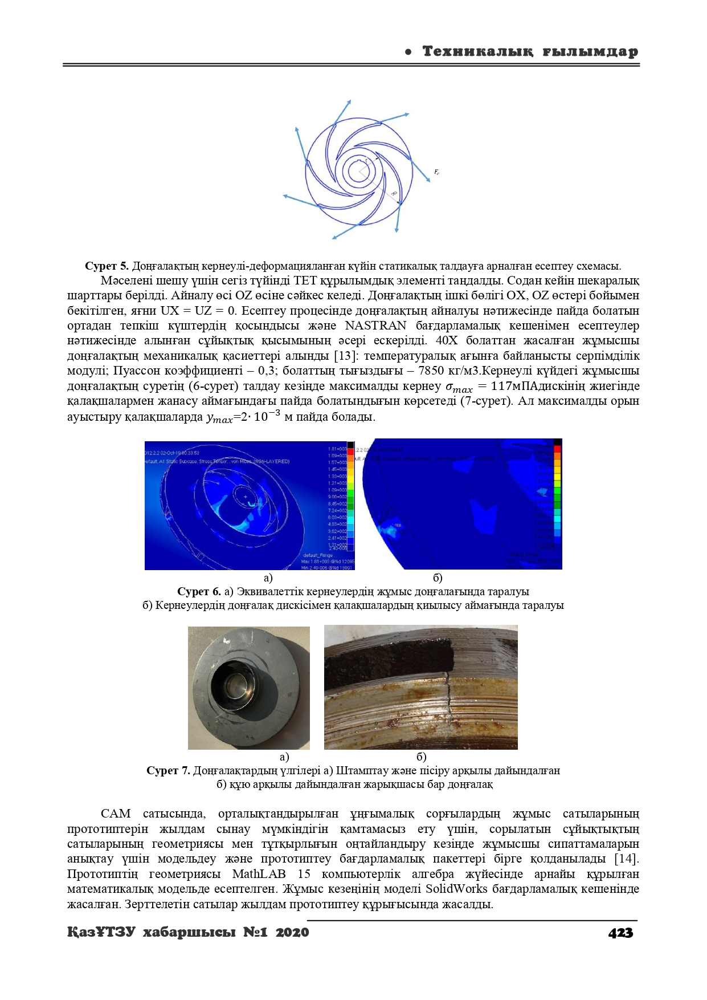 ● Техникалық ғылымдар
r
R
Fc
Сурет 5. Доңғалақтың кернеулі-деформацияланған күйін статикалық талдауға арналған есептеу схемасы.
Мәселені шешу үшін сегіз түйінді ТЕТ құрылымдық элементі таңдалды. Содан кейін шекаралық
шарттары берілді. Айналу өсі OZ өсіне сәйкес келеді. Доңғалақтың ішкі бөлігі OX, OZ өстері бойымен
бекітілген, яғни UX = UZ = 0. Есептеу процесінде доңғалақтың айналуы нәтижесінде пайда болатын
ортадан тепкіш күштердің қосындысы және NASTRAN бағдарламалық кешенімен есептеулер
нәтижесінде алынған сұйықтық қысымының әсері ескерілді. 40Х болаттан жасалған жұмысшы
доңғалақтың механикалық қасиеттері алынды [13]: температуралық ағынға байланысты серпімділік
модулі; Пуассон коэффициенті – 0,3; болаттың тығыздығы – 7850 кг/м3.Кернеулі күйдегі жұмысшы
доңғалақтың суретің (6-сурет) талдау кезіңде максималды кернеу σmax = 117мПАдискінің жиегінде
қалақшалармен жанасу аймағындағы пайда болатындығын көрсетеді (7-сурет). Ал максималды орын
ауыстыру қалақшаларда ymax=2· 10⁻³ м пайда болады.
012.2.2 02-Oct-19 00:33:53
efault, A1:Static Subcase, Stress Tensor, , von Mises, (NON-LAYERED)
1.81+003
1.69+003
1.57+003
1.45+003
1.33+003
1.21+003
1.09+003
9.66+002
8.45+002
7.24+002
6.03+002
4.83+002
3.62+002
2.41+002
1.21+002
2.40-006
default_Fringe
Max 1.81+003 @Nd 12095
Min 2.40-006 @Nd 13091
а) б)
Сурет 6. а) Эквивалеттік кернеулердің жұмыс доңғалағында таралуы
б) Кернеулердің доңғалақ дискісімен қалақшалардың қиылысу аймағында таралуы
а) б)
Сурет 7. Доңғалақтардың үлгілері а) Штамптау және пісіру арқылы дайындалған
б) құю арқылы дайындалған жарықшасы бар доңғалақ
САМ сатысында, орталықтандырылған ұңғымалық сорғылардың жұмыс сатыларының
прототиптерін жылдам сынау мүмкіндігін қамтамасыз ету үшін, сорылатын сұйықтықтың
сатыларының геометриясы мен тұтқырлығын оңтайландыру кезіңде жұмысшы сипаттамаларын
анықтау үшін модельдеу және прототиптеу бағдарламалық пакеттері бірге қолданылады [14].
Прототиптің геометриясы MathLAB 15 компьютерлік алгебра жүйесінде арнайы құрылған
математикалық модельде есептелген. Жұмыс кезеңінің моделі SolidWorks бағдарламалық кешенінде
жасалған. Зерттелетін сатылар жылдам прототиптеу құрығысында жасалды.
ҚазҰТЗУ хабаршысы №1 2020 423